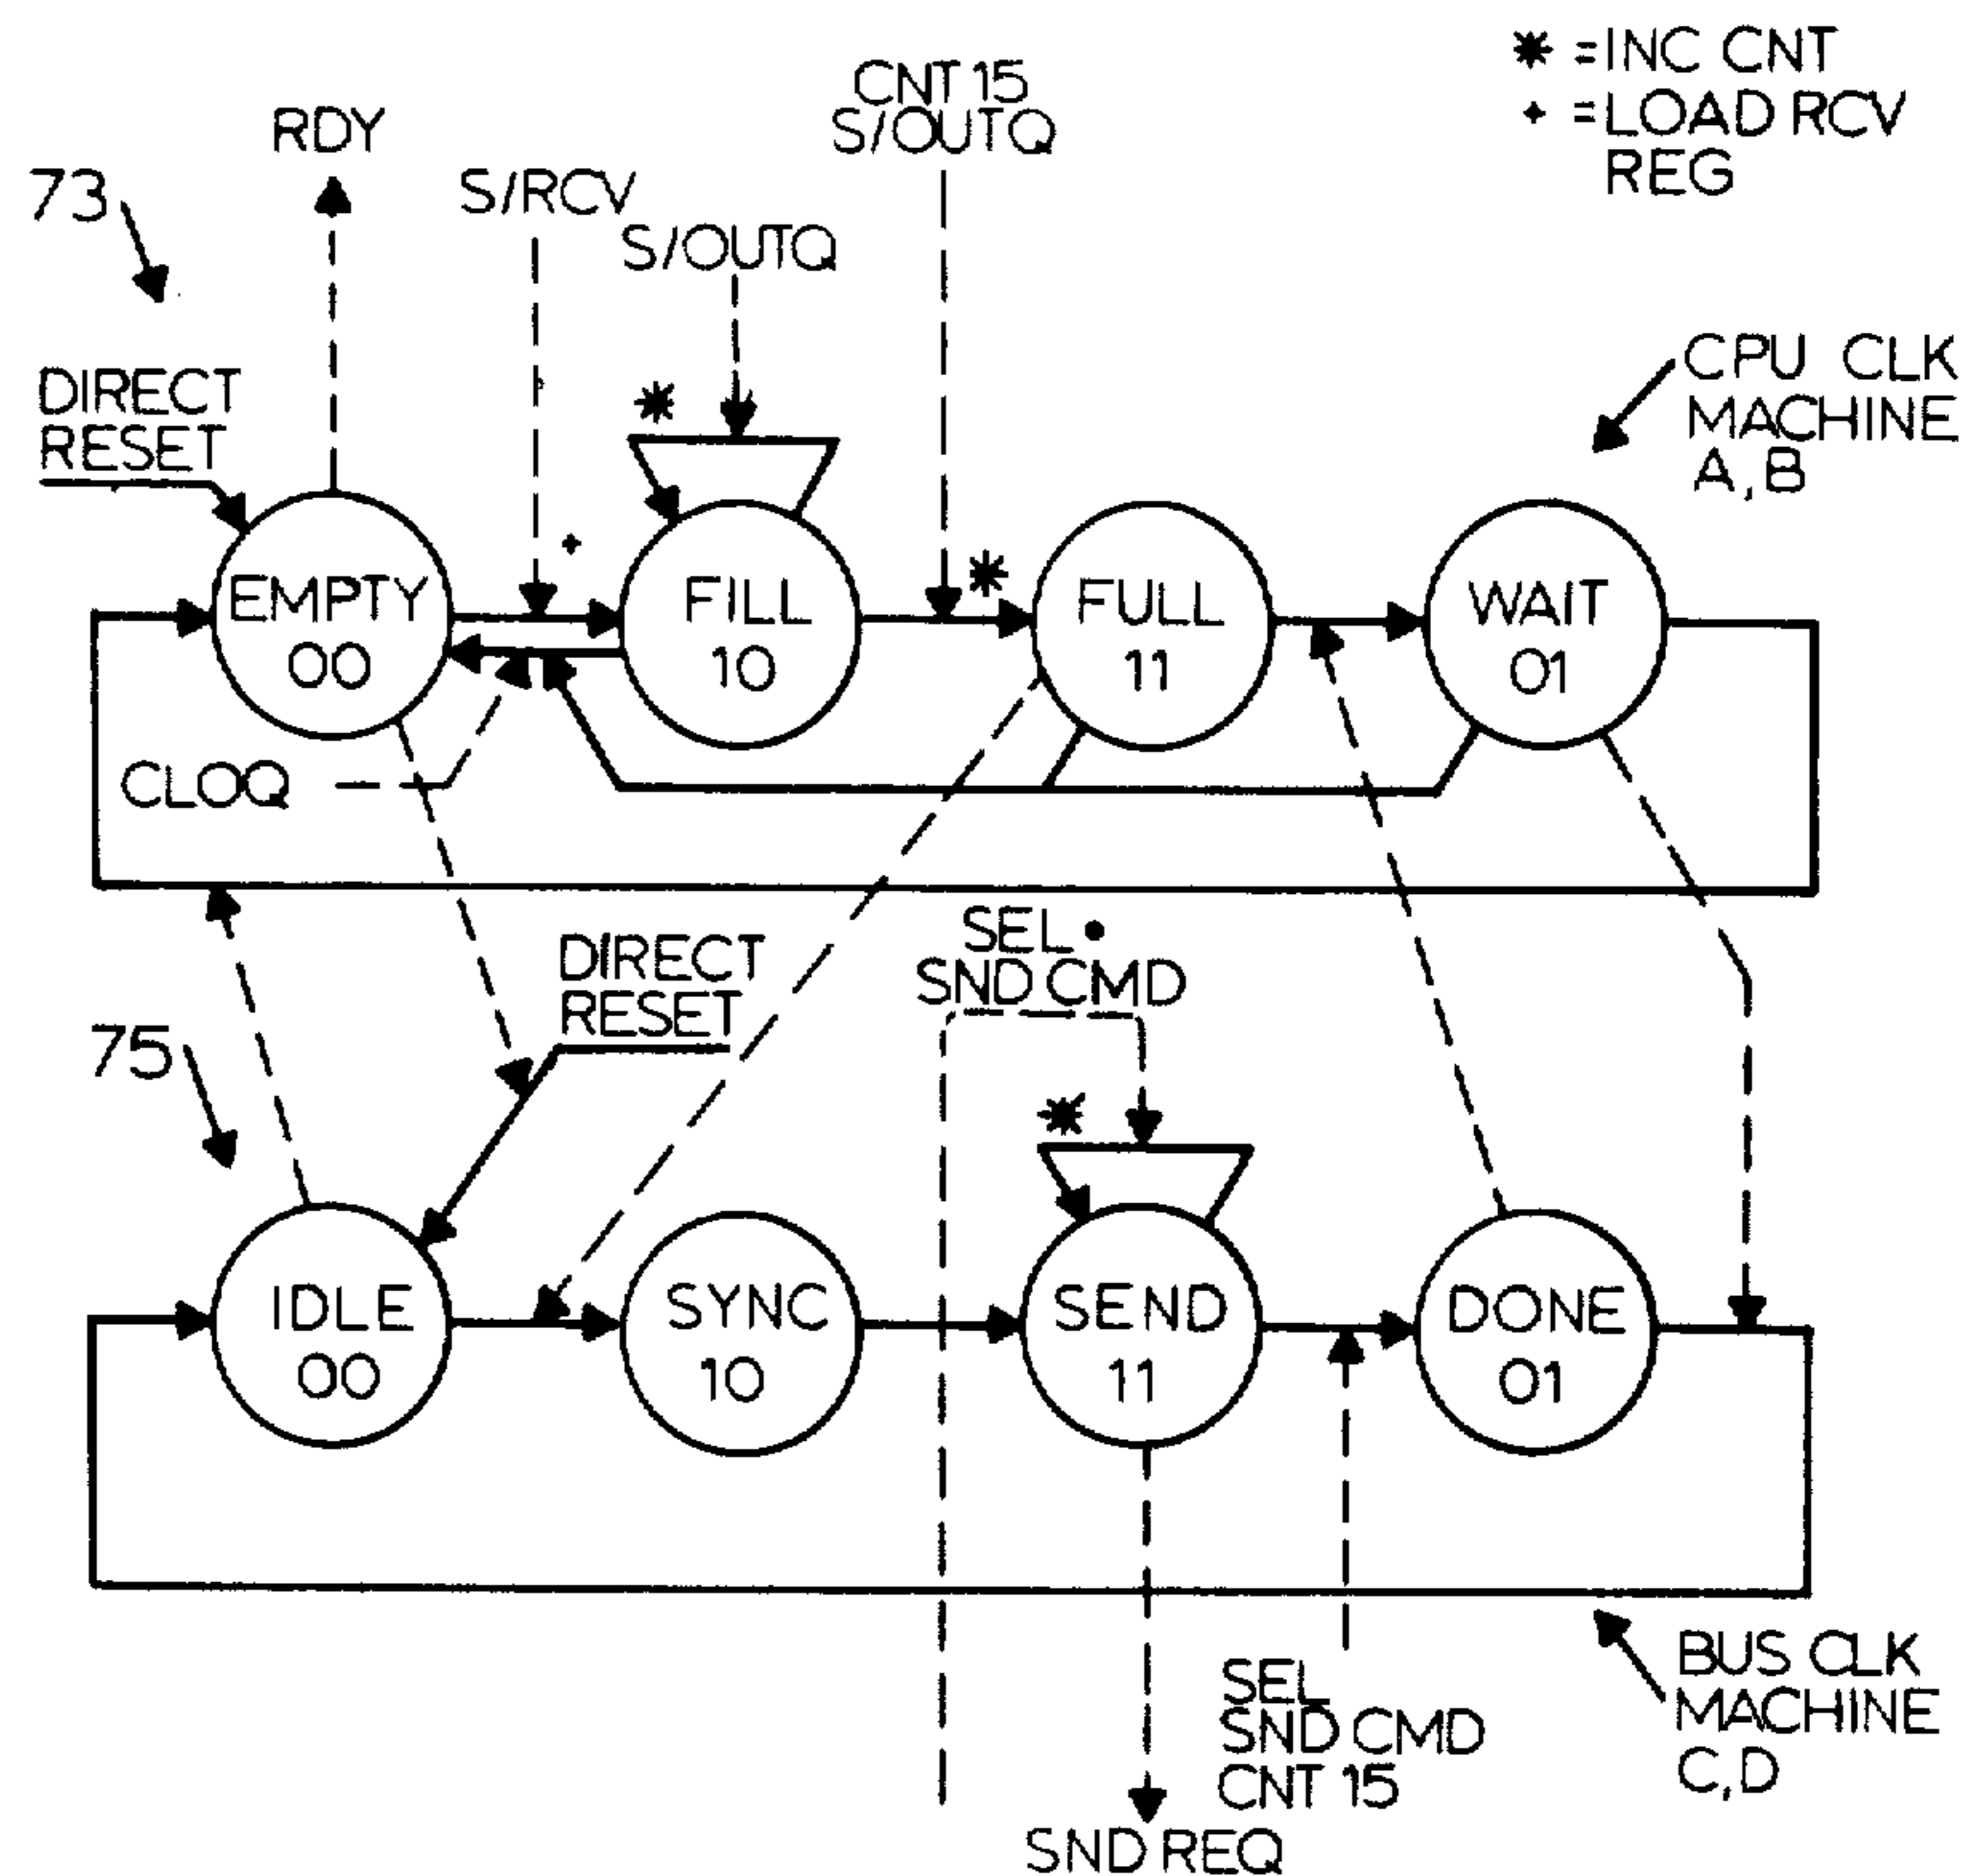 * = INC CNT
+ = LOAD RCV
REG
CNT 15
S/OUTQ
RDY
73
S/RCV
S/OUTQ
*
DIRECT
RESET
CPU CLK
MACHINE
A, B
+
*
EMPTY
00
FILL
10
FULL
11
WAIT
01
CLOQ
SEL •
SND CMD
DIRECT
RESET
75
*
IDLE
00
SYNC
10
SEND
11
DONE
01
SEL
SND CMD
CNT 15
BUS CLK
MACHINE
C, D
SND REQ